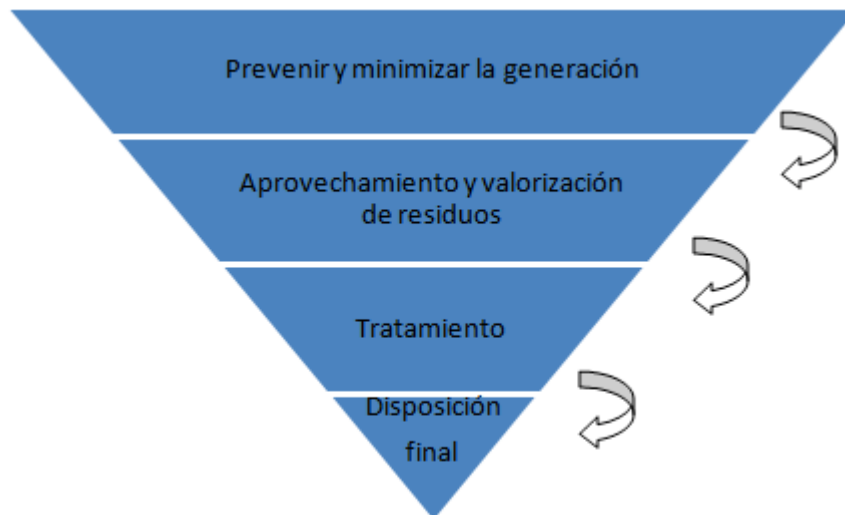 Prevenir y minimizar la generación
Aprovechamiento y valorización
de residuos
Tratamiento
Disposición
final